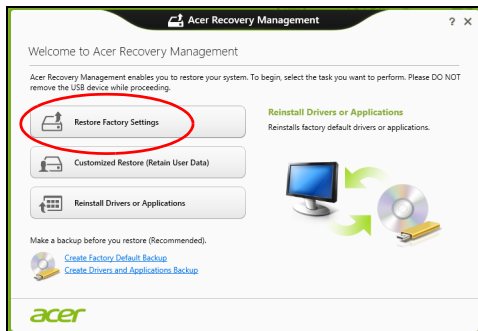 Acer Recovery Management
? ×
Welcome to Acer Recovery Management
Acer Recovery Management enables you to restore your system. To begin, select the task you want to perform. Please DO NOT
remove the USB device while proceeding.
Restore Factory Settings
Customized Restore (Retain User Data)
Reinstall Drivers or Applications
Reinstall Drivers or Applications
Reinstalls factory default drivers or applications.
Make a backup before you restore (Recommended).
Create Factory Default Backup
Create Drivers and Applications Backup
acer